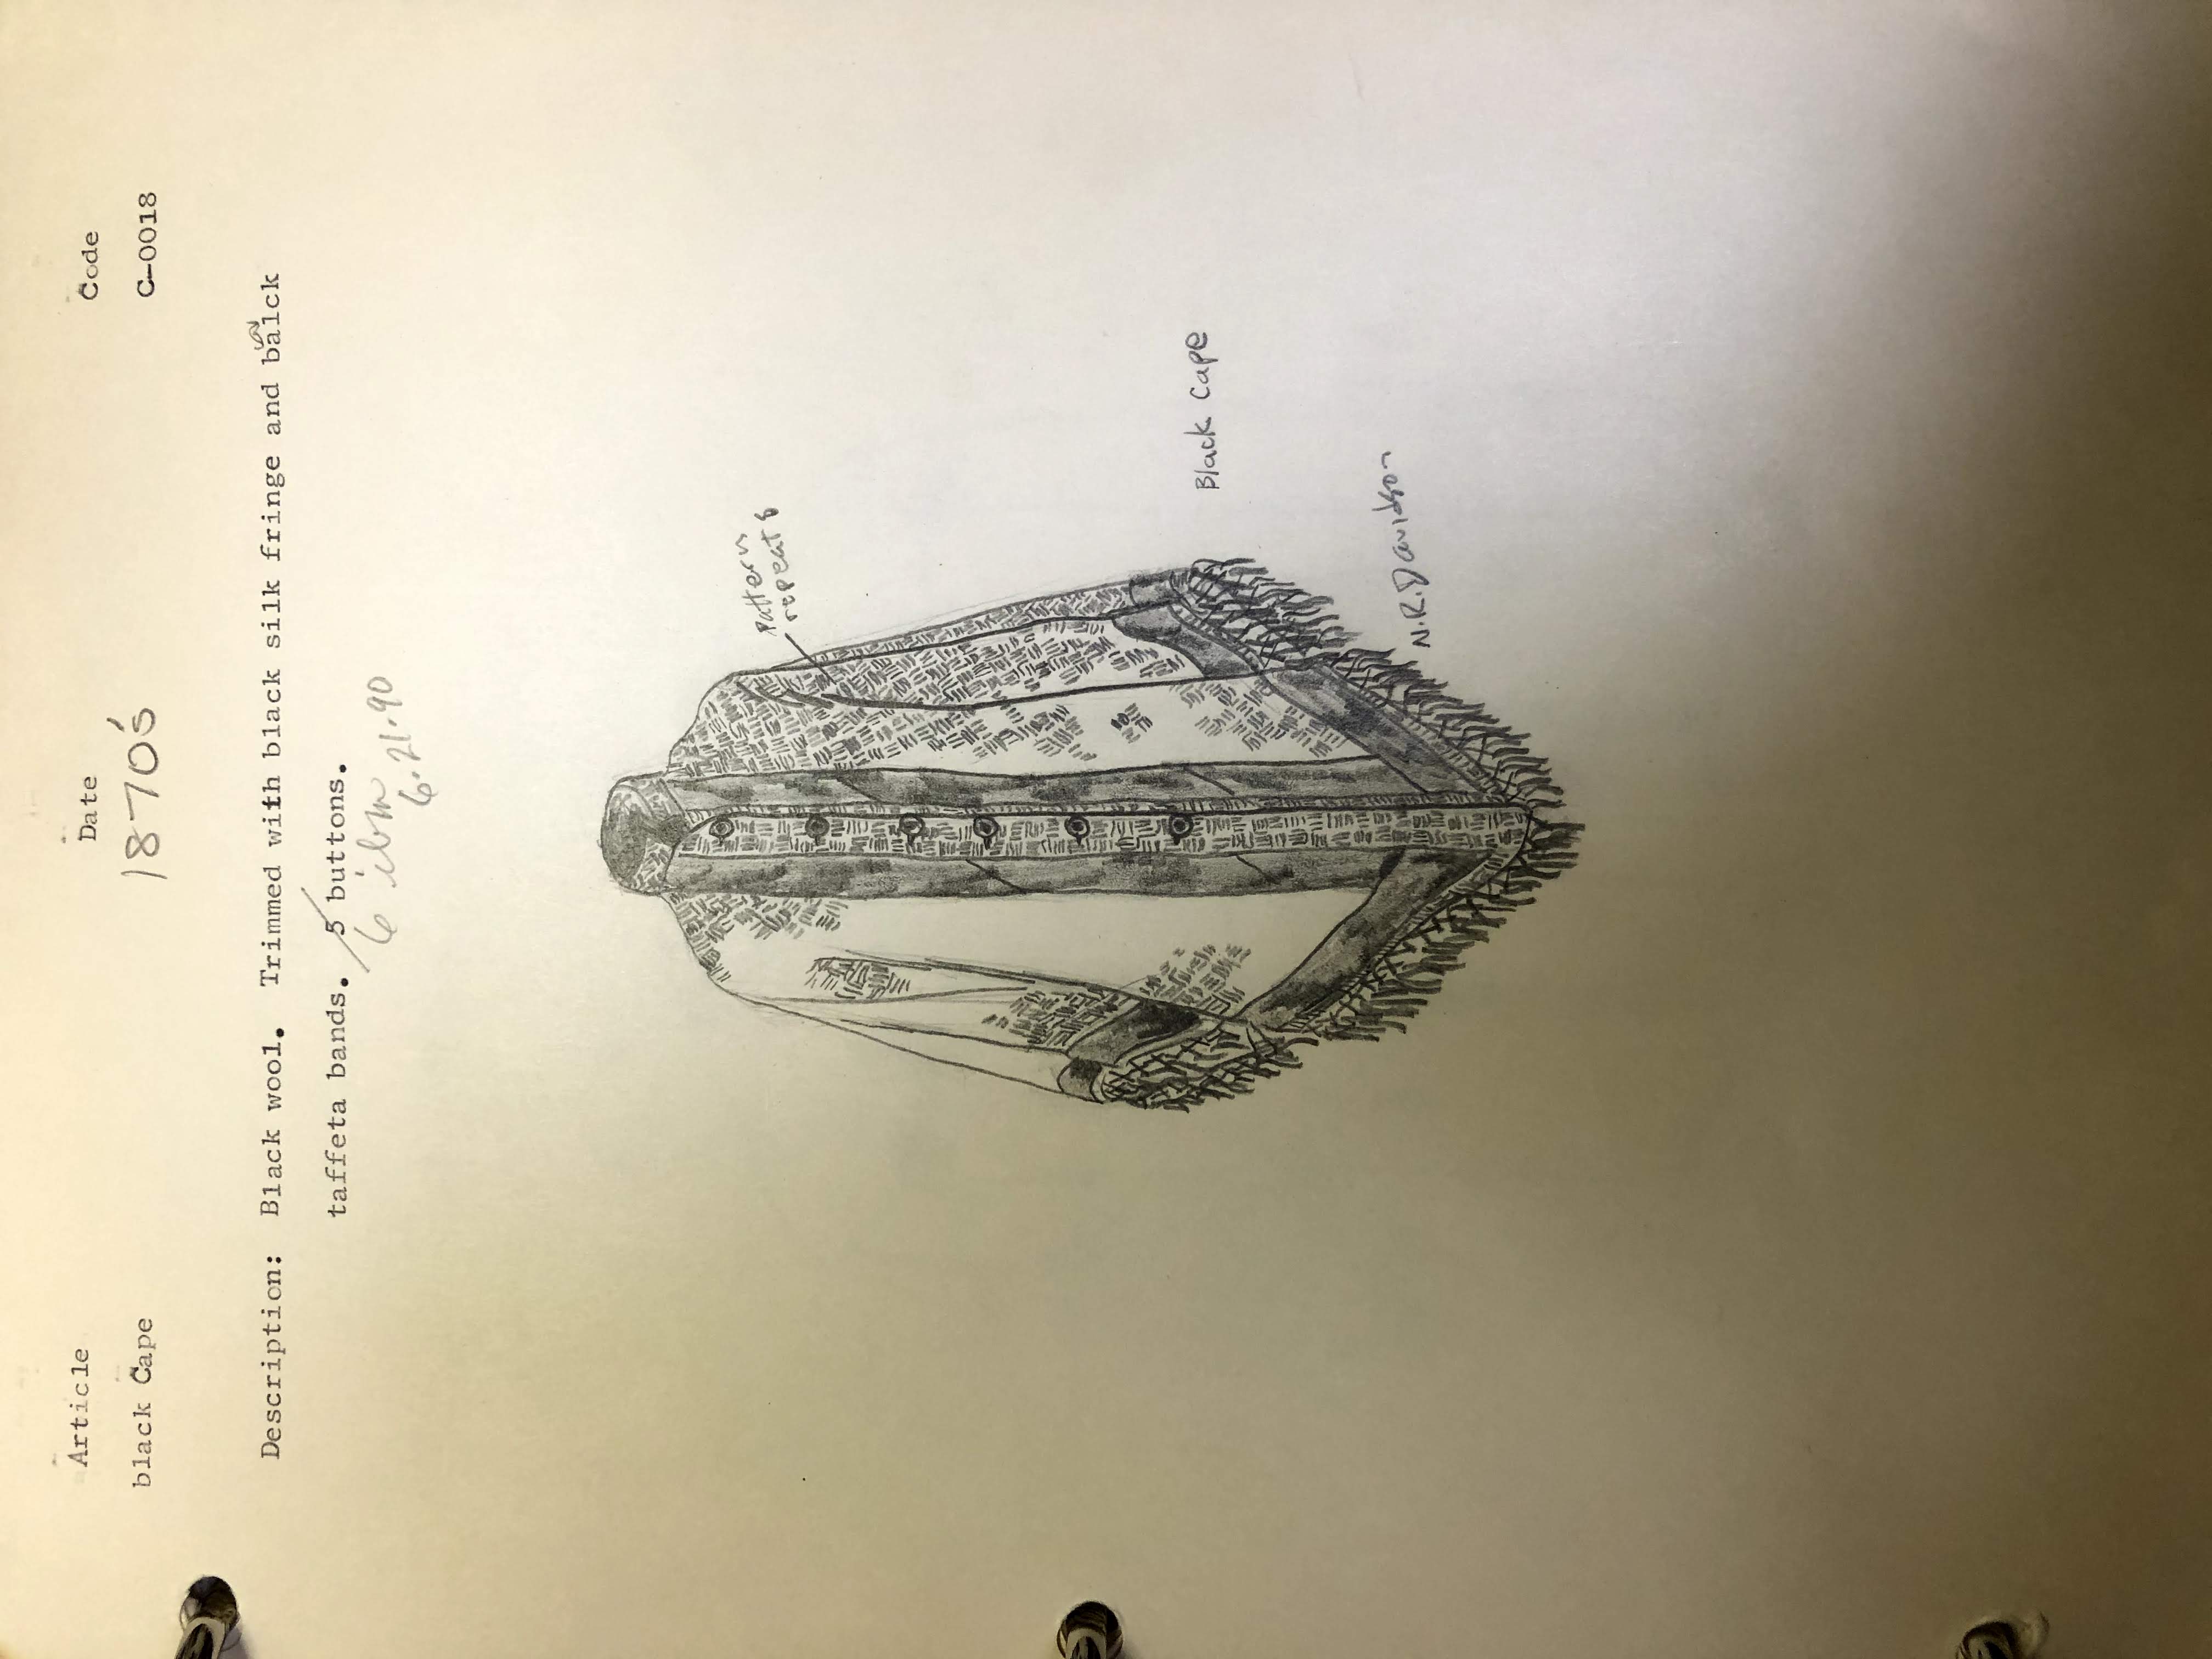 Article Date Code
black Cape 1870's C-0018
Description: Black wool. Trimmed with black silk fringe and balck
taffeta bands. 5 buttons.
6
6.21.90
Pattern
repeats
Black Cape
N.R.Davidson